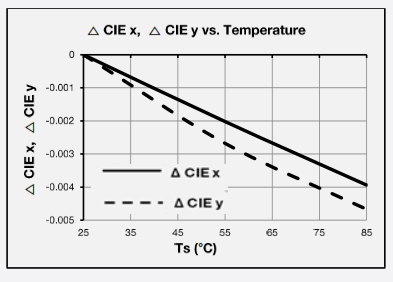 △ CIE x, △ CIE y vs. Temperature
△ CIE x, △ CIE y
0
-0.001
-0.002
-0.003
-0.004
-0.005
Δ CIE x
Δ CIE y
25 35 45 55 65 75 85
Ts (°C)